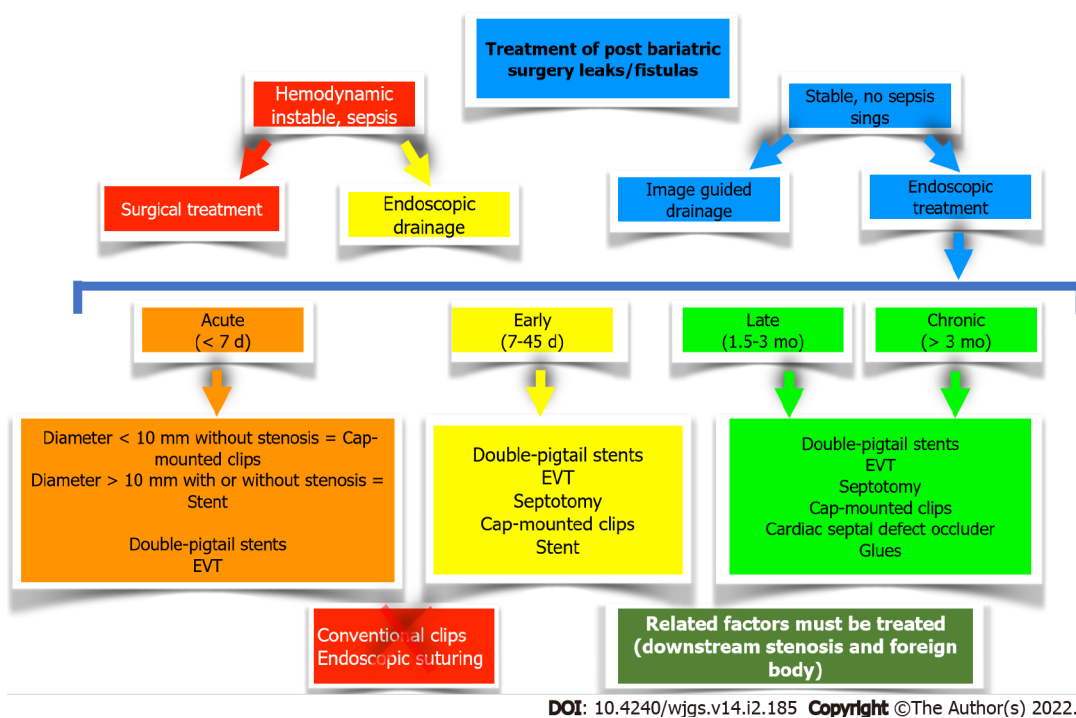 Treatment of post bariatric
surgery leaks/fistulas
Hemodynamic
instable, sepsis
Stable, no sepsis
sings
Surgical treatment
Endoscopic
drainage
Image guided
drainage
Endoscopic
treatment
Acute
(< 7 d)
Early
(7-45 d)
Late
(1.5-3 mo)
Chronic
(> 3 mo)
Diameter < 10 mm without stenosis = Cap-
mounted clips
Diameter > 10 mm with or without stenosis =
Stent
Double-pigtail stents
EVT
Double-pigtail stents
EVT
Septotomy
Cap-mounted clips
Stent
Double-pigtail stents
EVT
Septotomy
Cap-mounted clips
Cardiac septal defect occluder
Glues
Conventional clips
Endoscopic suturing
Related factors must be treated
(downstream stenosis and foreign
body)
DOI: 10.4240/wjgs.v14.i2.185 Copyright ©The Author(s) 2022.